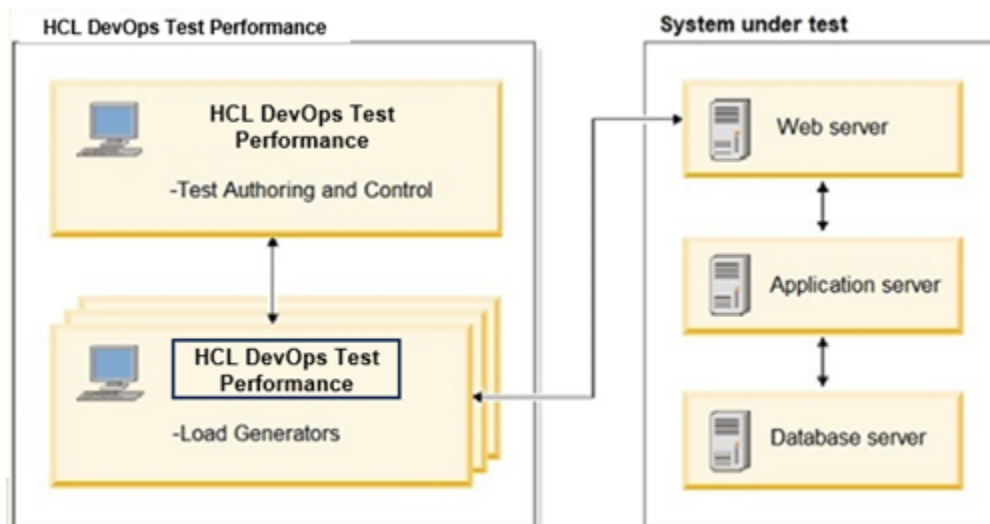 HCL DevOps Test Performance
HCL DevOps Test
Performance
-Test Authoring and Control
HCL DevOps Test
Performance
-Load Generators
System under test
Web server
Application server
Database server